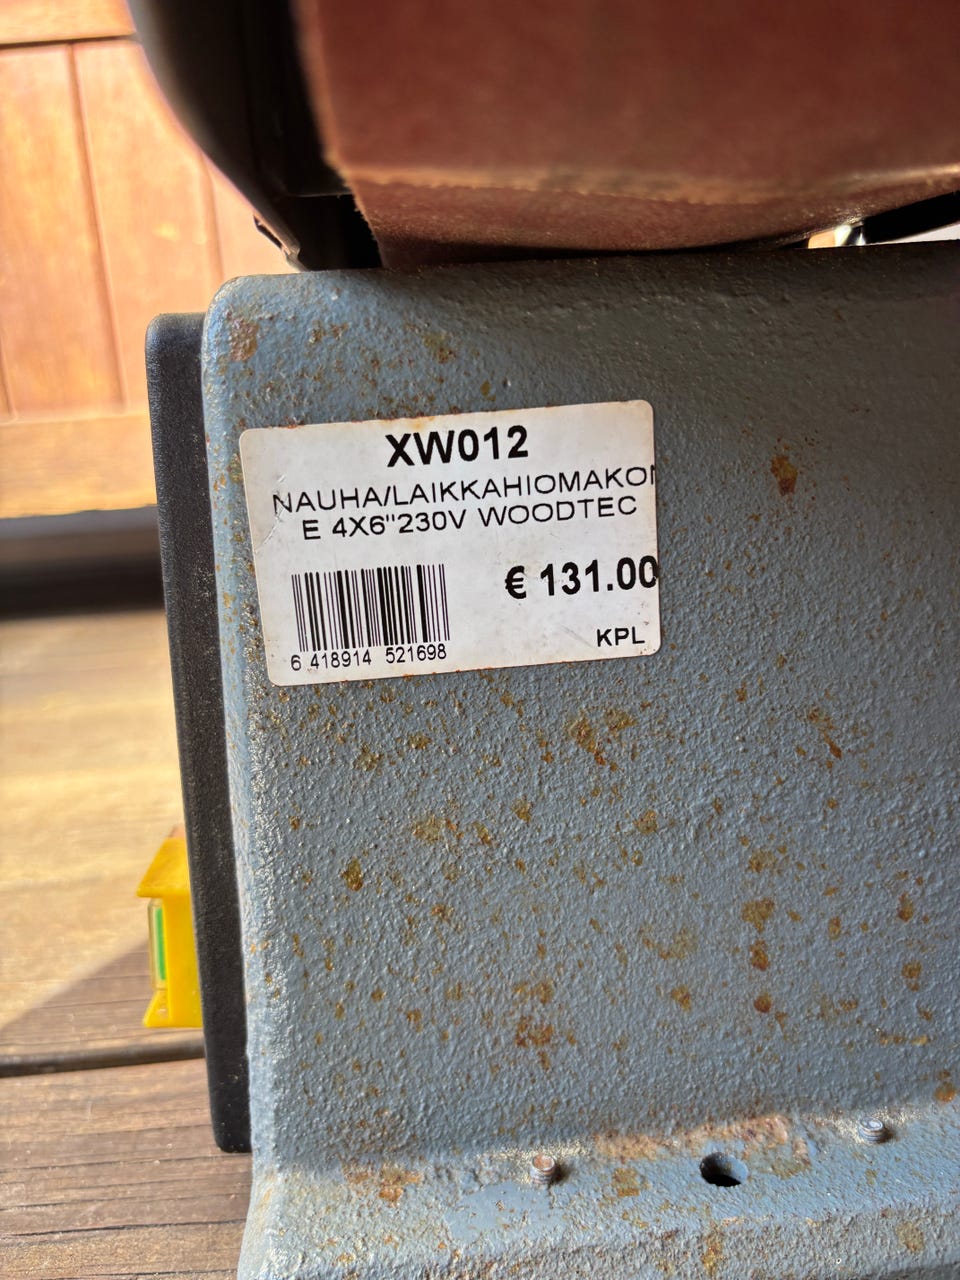 XW012
NAUHA/LAIKKAHIOMAKON
E 4X6"230V WOODTEC
€ 131.00
6 418914 521698
KPL